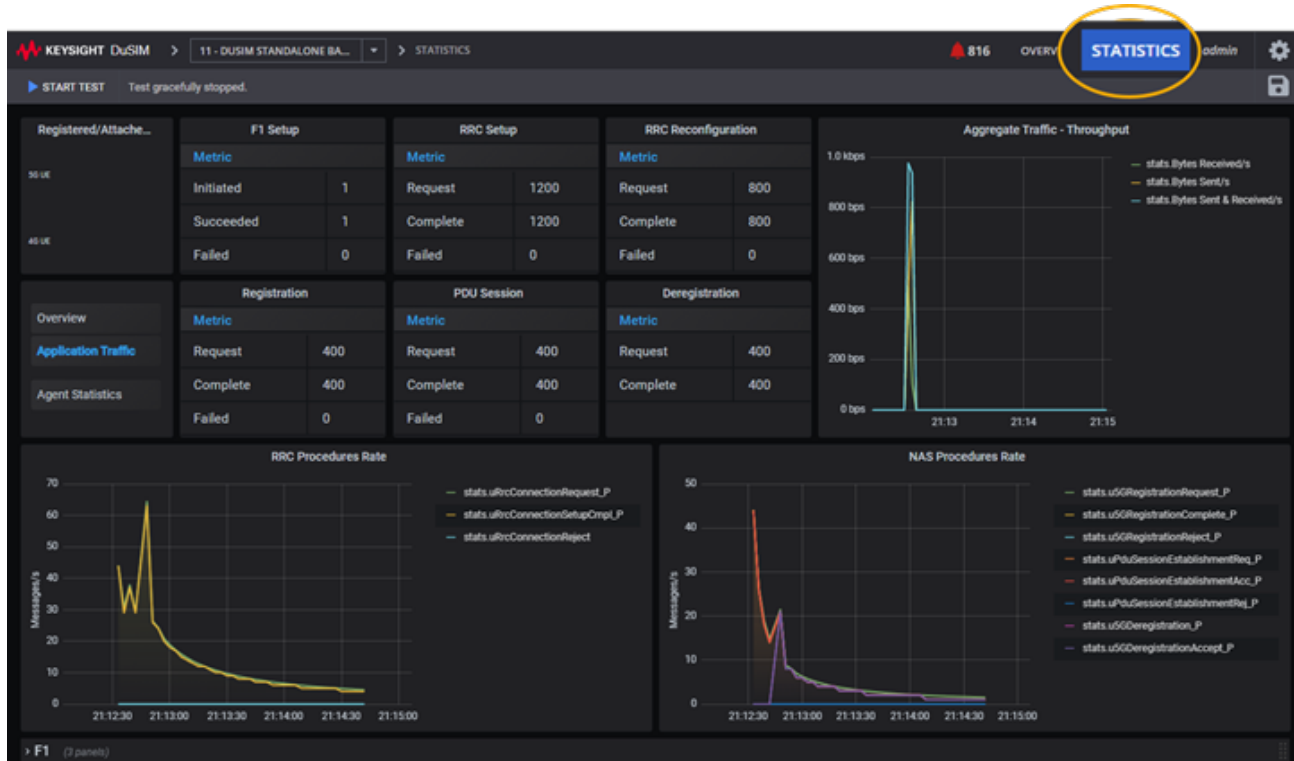 KEYSIGHT DuSIM > 11 - DUSIM STANDALONE BA... > STATISTICS 816 OVERV STATISTICS admin
START TEST Test gracefully stopped.
Registered/Attache...
5G UE
4G UE
F1 Setup
Metric
Initiated 1
Succeeded 1
Failed 0
RRC Setup
Metric
Request 1200
Complete 1200
Failed 0
RRC Reconfiguration
Metric
Request 800
Complete 800
Failed 0
Aggregate Traffic - Throughput
1.0 kbps
800 bps
600 bps
400 bps
200 bps
0 bps
21:13 21:14 21:15
stats.Bytes Received/s
stats.Bytes Sent/s
stats.Bytes Sent & Received/s
Overview
Application Traffic
Agent Statistics
Registration
Metric
Request 400
Complete 400
Failed 0
PDU Session
Metric
Request 400
Complete 400
Failed 0
Deregistration
Metric
Request 400
Complete 400
RRC Procedures Rate
Messages/s
70
60
50
40
30
20
10
0
21:12:30 21:13:00 21:13:30 21:14:00 21:14:30 21:15:00
stats.uRrcConnectionRequest_P
stats.uRrcConnectionSetupCmpl_P
stats.uRrcConnectionReject
NAS Procedures Rate
Messages/s
50
40
30
20
10
0
21:12:30 21:13:00 21:13:30 21:14:00 21:14:30 21:15:00
stats.u5GRegistrationRequest_P
stats.u5GRegistrationComplete_P
stats.u5GRegistrationReject_P
stats.uPduSessionEstablishmentReq_P
stats.uPduSessionEstablishmentAcc_P
stats.uPduSessionEstablishmentRej_P
stats.u5GDeregistration_P
stats.u5GDeregistrationAccept_P
> F1 (3 panels)